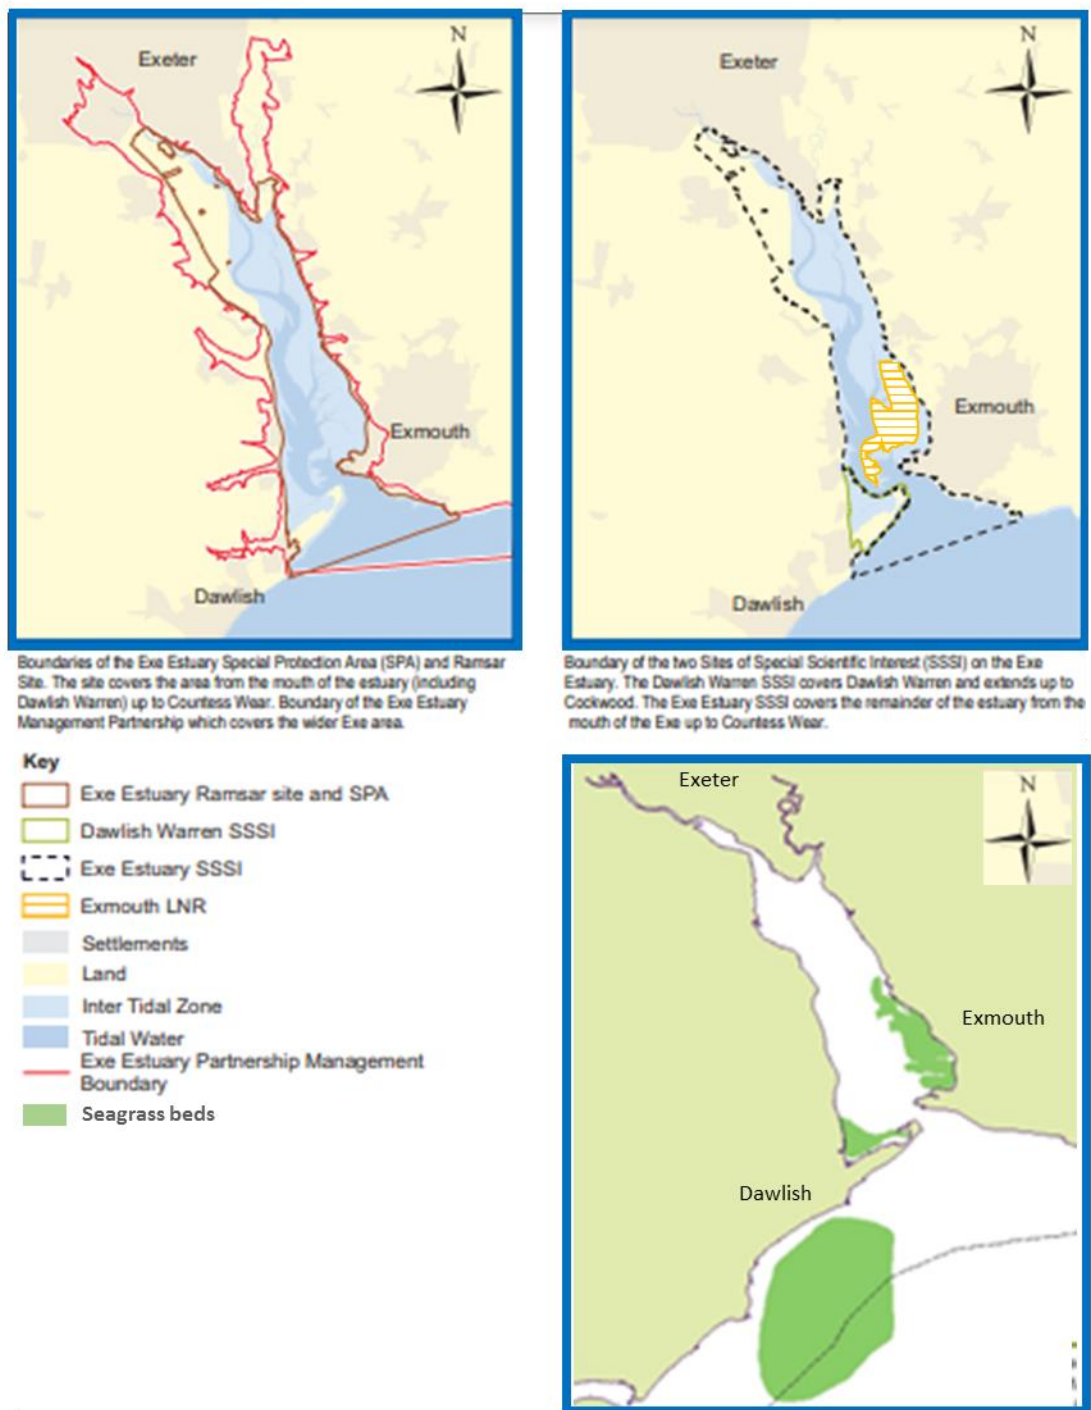 N
Exeter
Exmouth
Dawlish
N
Exeter
Exmouth
Dawlish
Boundaries of the Exe Estuary Special Protection Area (SPA) and Ramsar
Site. The site covers the area from the mouth of the estuary (including
Dawlish Warren) up to Countess Wear. Boundary of the Exe Estuary
Management Partnership which covers the wider Exe area.
Boundary of the two Sites of Special Scientific Interest (SSSI) on the Exe
Estuary. The Dawlish Warren SSSI covers Dawlish Warren and extends up to
Cockwood. The Exe Estuary SSSI covers the remainder of the estuary from the
mouth of the Exe up to Countess Wear.
Key
Exe Estuary Ramsar site and SPA
Dawlish Warren SSSI
Exe Estuary SSSI
Exmouth LNR
Settlements
Land
Inter Tidal Zone
Tidal Water
Exe Estuary Partnership Management
Boundary
Seagrass beds
Exeter
N
Exmouth
Dawlish